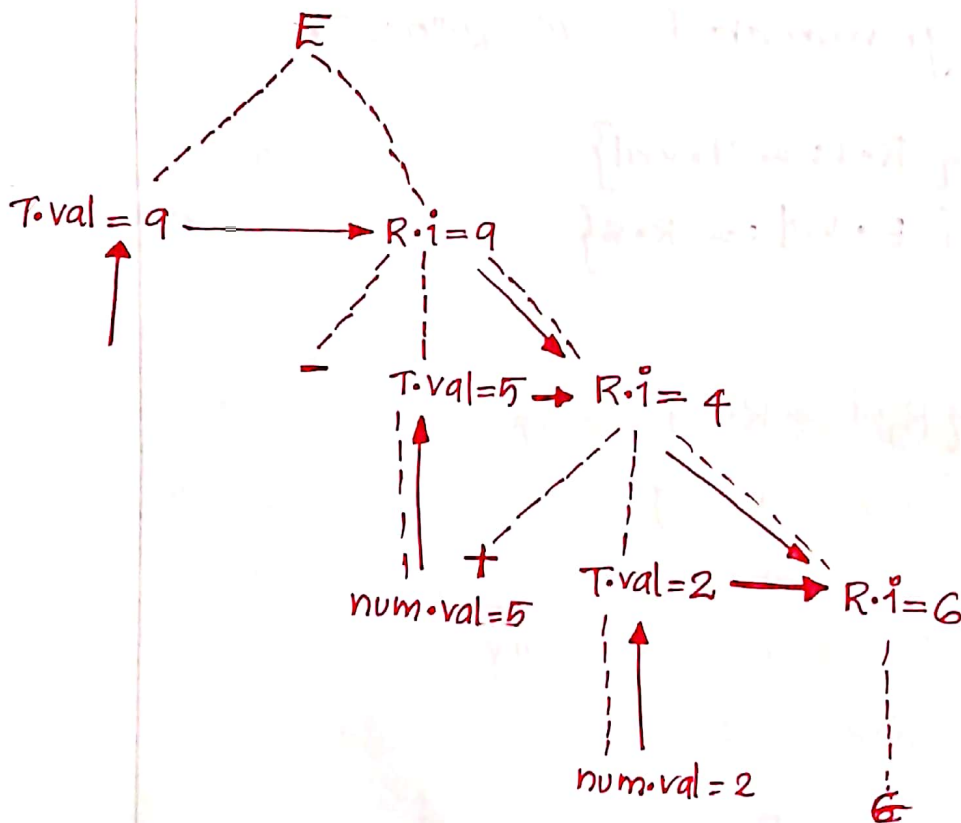 E
T.val = 9
R.i = 9
-
T.val=5
R.i = 4
+
num.val=5
T.val=2
R.i=6
num.val=2